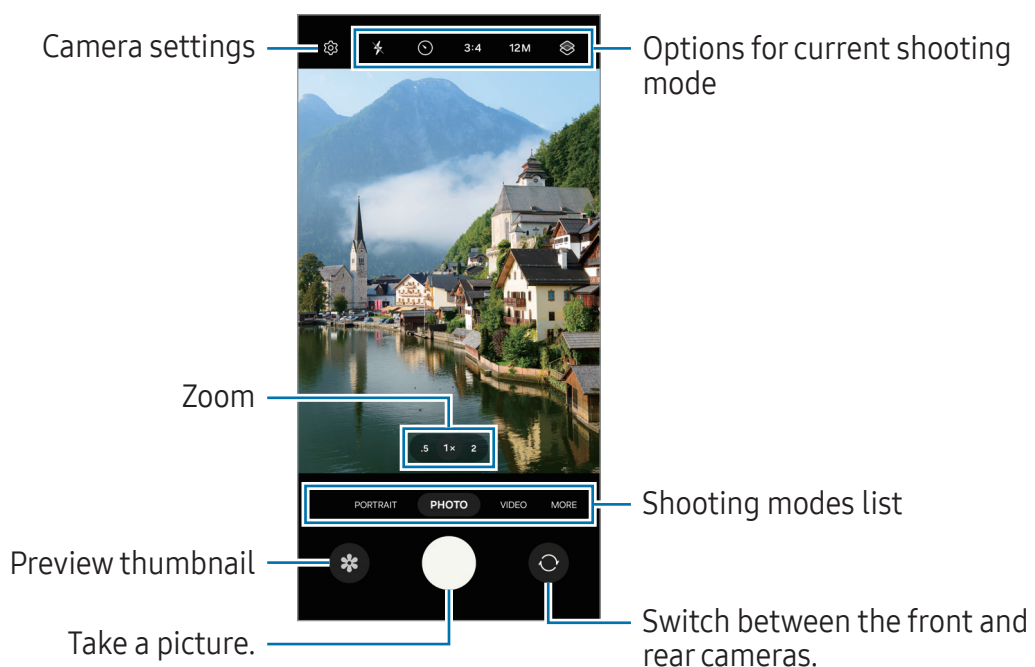 Camera settings
3:4 12M
Options for current shooting
mode
Zoom
.5 1× 2
PORTRAIT PHOTO VIDEO MORE
Shooting modes list
Preview thumbnail
Take a picture.
Switch between the front and
rear cameras.